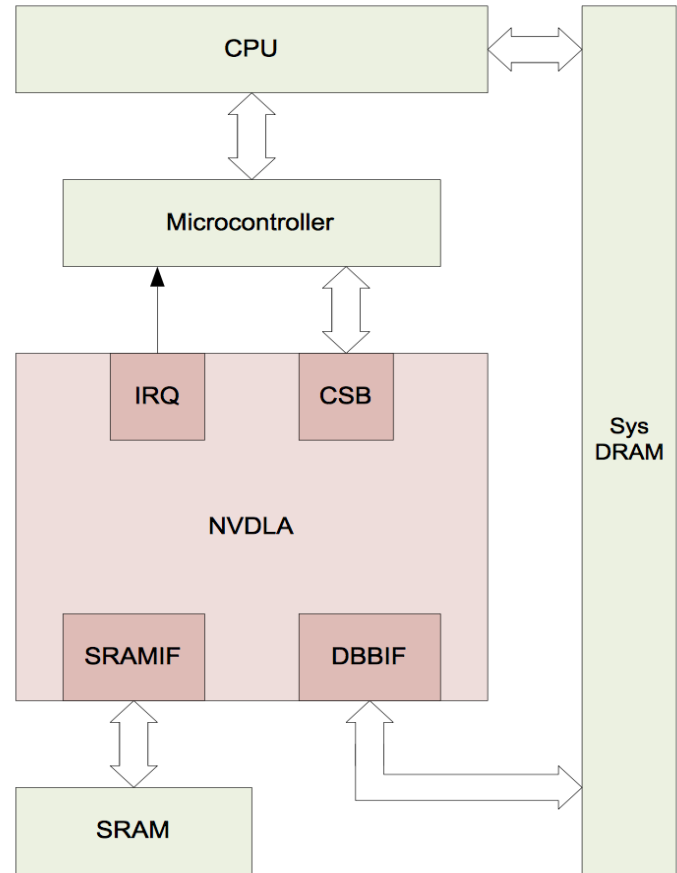 CPU
Microcontroller
IRQ
CSB
Sys
DRAM
NVDLA
SRAMIF
DBBIF
SRAM